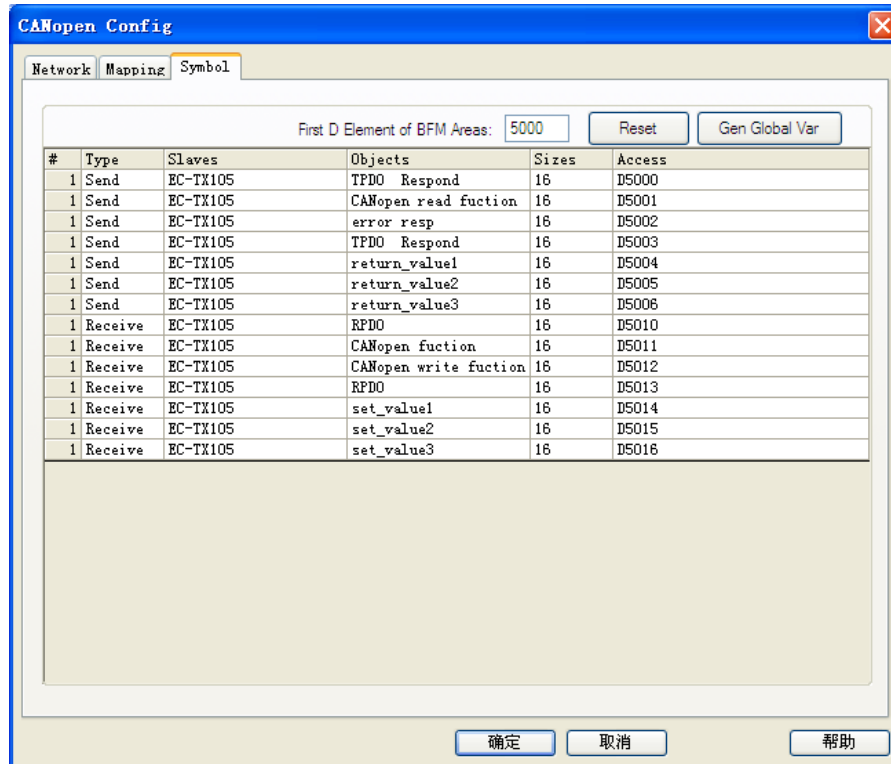 CANopen Config
Network Mapping Symbol
First D Element of BFM Areas: 5000 Reset Gen Global Var
# Type Slaves Objects Sizes Access
1 Send EC-TX105 TPDO Respond 16 D5000
1 Send EC-TX105 CANopen read fuction 16 D5001
1 Send EC-TX105 error resp 16 D5002
1 Send EC-TX105 TPDO Respond 16 D5003
1 Send EC-TX105 return_value1 16 D5004
1 Send EC-TX105 return_value2 16 D5005
1 Send EC-TX105 return_value3 16 D5006
1 Receive EC-TX105 RPDO 16 D5010
1 Receive EC-TX105 CANopen fuction 16 D5011
1 Receive EC-TX105 CANopen write fuction 16 D5012
1 Receive EC-TX105 RPDO 16 D5013
1 Receive EC-TX105 set_value1 16 D5014
1 Receive EC-TX105 set_value2 16 D5015
1 Receive EC-TX105 set_value3 16 D5016
确定 取消 帮助